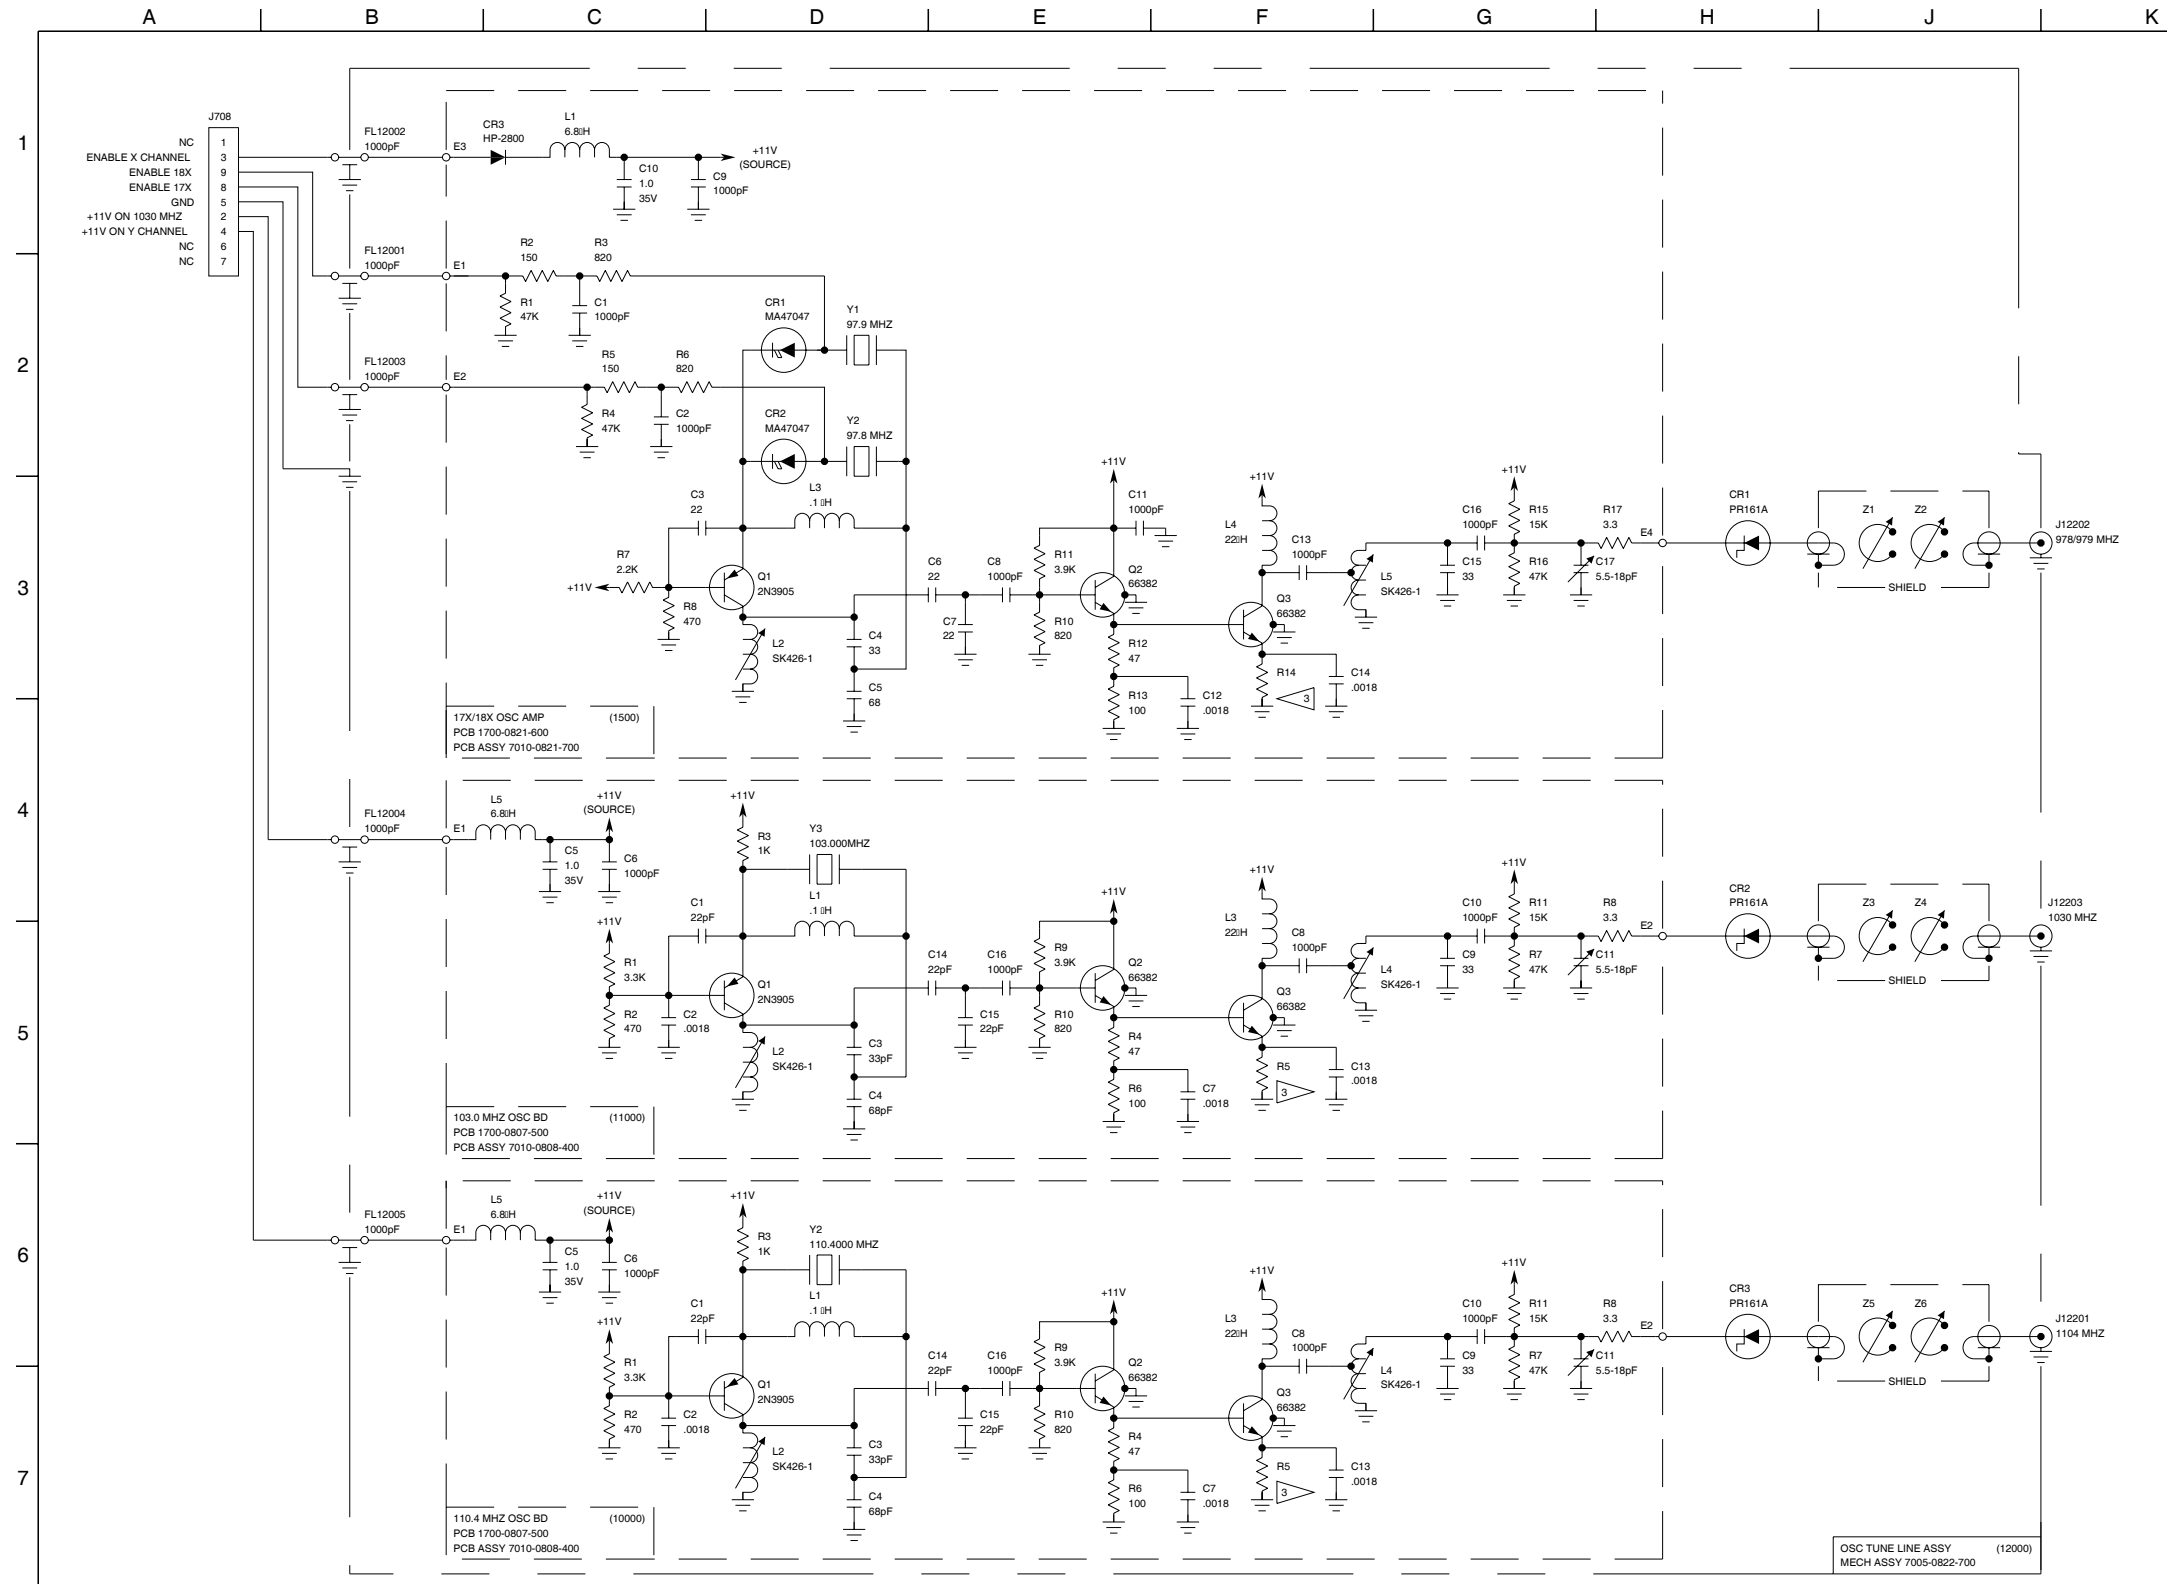 A B C D E F G H J K
1
2
3
4
5
6
7
J708
NC 1
ENABLE X CHANNEL 3
ENABLE 18X 9
ENABLE 17X 8
GND 5
+11V ON 1030 MHZ 2
+11V ON Y CHANNEL 4
NC 6
NC 7
FL12002
1000pF
E3
CR3
HP-2800
L1
6.8▯H
C10
1.0
35V
C9
1000pF
+11V
(SOURCE)
FL12001
1000pF
E1
R2
150
R3
820
R1
47K
C1
1000pF
CR1
MA47047
Y1
97.9 MHZ
FL12003
1000pF
E2
R5
150
R6
820
R4
47K
C2
1000pF
CR2
MA47047
Y2
97.8 MHZ
C3
22
L3
.1 ▯H
R7
2.2K
+11V
R8
470
Q1
2N3905
L2
SK426-1
C4
33
C5
68
C6
22
C7
22
C8
1000pF
R11
3.9K
R10
820
+11V
C11
1000pF
Q2
66382
R12
47
R13
100
C12
.0018
+11V
L4
22▯H
C13
1000pF
Q3
66382
R14
3
C14
.0018
L5
SK426-1
C16
1000pF
C15
33
+11V
R15
15K
R16
47K
R17
3.3
C17
5.5-18pF
E4
CR1
PR161A
Z1
Z2
SHIELD
J12202
978/979 MHZ
17X/18X OSC AMP (1500)
PCB 1700-0821-600
PCB ASSY 7010-0821-700
FL12004
1000pF
E1
L5
6.8▯H
+11V
(SOURCE)
C5
1.0
35V
C6
1000pF
+11V
R3
1K
Y3
103.000MHZ
L1
.1 ▯H
C1
22pF
+11V
R1
3.3K
R2
470
C2
.0018
Q1
2N3905
L2
SK426-1
C3
33pF
C4
68pF
C14
22pF
C15
22pF
C16
1000pF
R9
3.9K
R10
820
+11V
Q2
66382
R4
47
R6
100
C7
.0018
+11V
L3
22▯H
C8
1000pF
Q3
66382
R5
3
C13
.0018
L4
SK426-1
C10
1000pF
C9
33
+11V
R11
15K
R7
47K
R8
3.3
C11
5.5-18pF
E2
CR2
PR161A
Z3
Z4
SHIELD
J12203
1030 MHZ
103.0 MHZ OSC BD (11000)
PCB 1700-0807-500
PCB ASSY 7010-0808-400
FL12005
1000pF
E1
L5
6.8▯H
+11V
(SOURCE)
C5
1.0
35V
C6
1000pF
+11V
R3
1K
Y2
110.4000 MHZ
L1
.1 ▯H
C1
22pF
+11V
R1
3.3K
R2
470
C2
.0018
Q1
2N3905
L2
SK426-1
C3
33pF
C4
68pF
C14
22pF
C15
22pF
C16
1000pF
R9
3.9K
R10
820
+11V
Q2
66382
R4
47
R6
100
C7
.0018
+11V
L3
22▯H
C8
1000pF
Q3
66382
R5
3
C13
.0018
L4
SK426-1
C10
1000pF
C9
33
+11V
R11
15K
R7
47K
R8
3.3
C11
5.5-18pF
E2
CR3
PR161A
Z5
Z6
SHIELD
J12201
1104 MHZ
110.4 MHZ OSC BD (10000)
PCB 1700-0807-500
PCB ASSY 7010-0808-400
OSC TUNE LINE ASSY (12000)
MECH ASSY 7005-0822-700